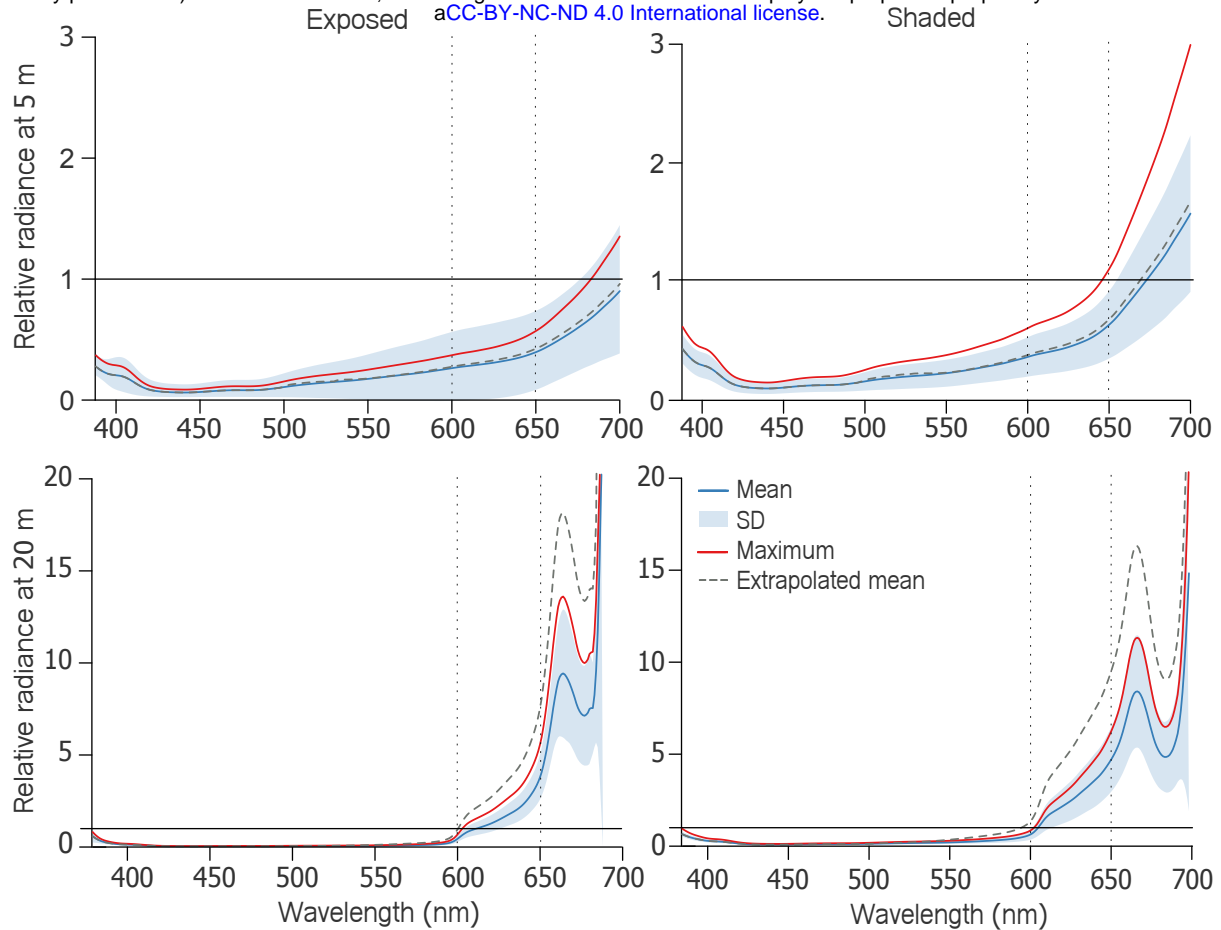 aCC-BY-NC-ND 4.0 International license.
Exposed
Shaded
Relative radiance at 5 m
3
2
1
0
400 450 500 550 600 650 700
3
2
1
0
400 450 500 550 600 650 700
Relative radiance at 20 m
20
15
10
5
0
400 450 500 550 600 650 700
Wavelength (nm)
20
15
10
5
0
Mean
SD
Maximum
Extrapolated mean
400 450 500 550 600 650 700
Wavelength (nm)